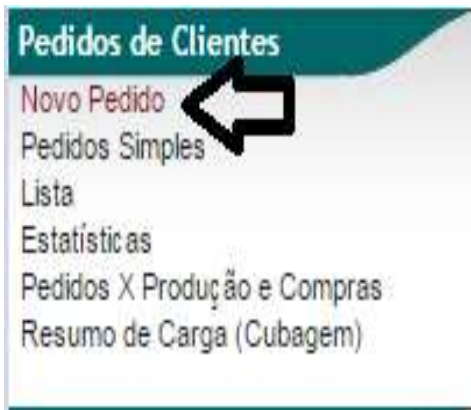 Pedidos de Clientes
Novo Pedido
Pedidos Simples
Lista
Estatísticas
Pedidos X Produção e Compras
Resumo de Carga (Cubagem)